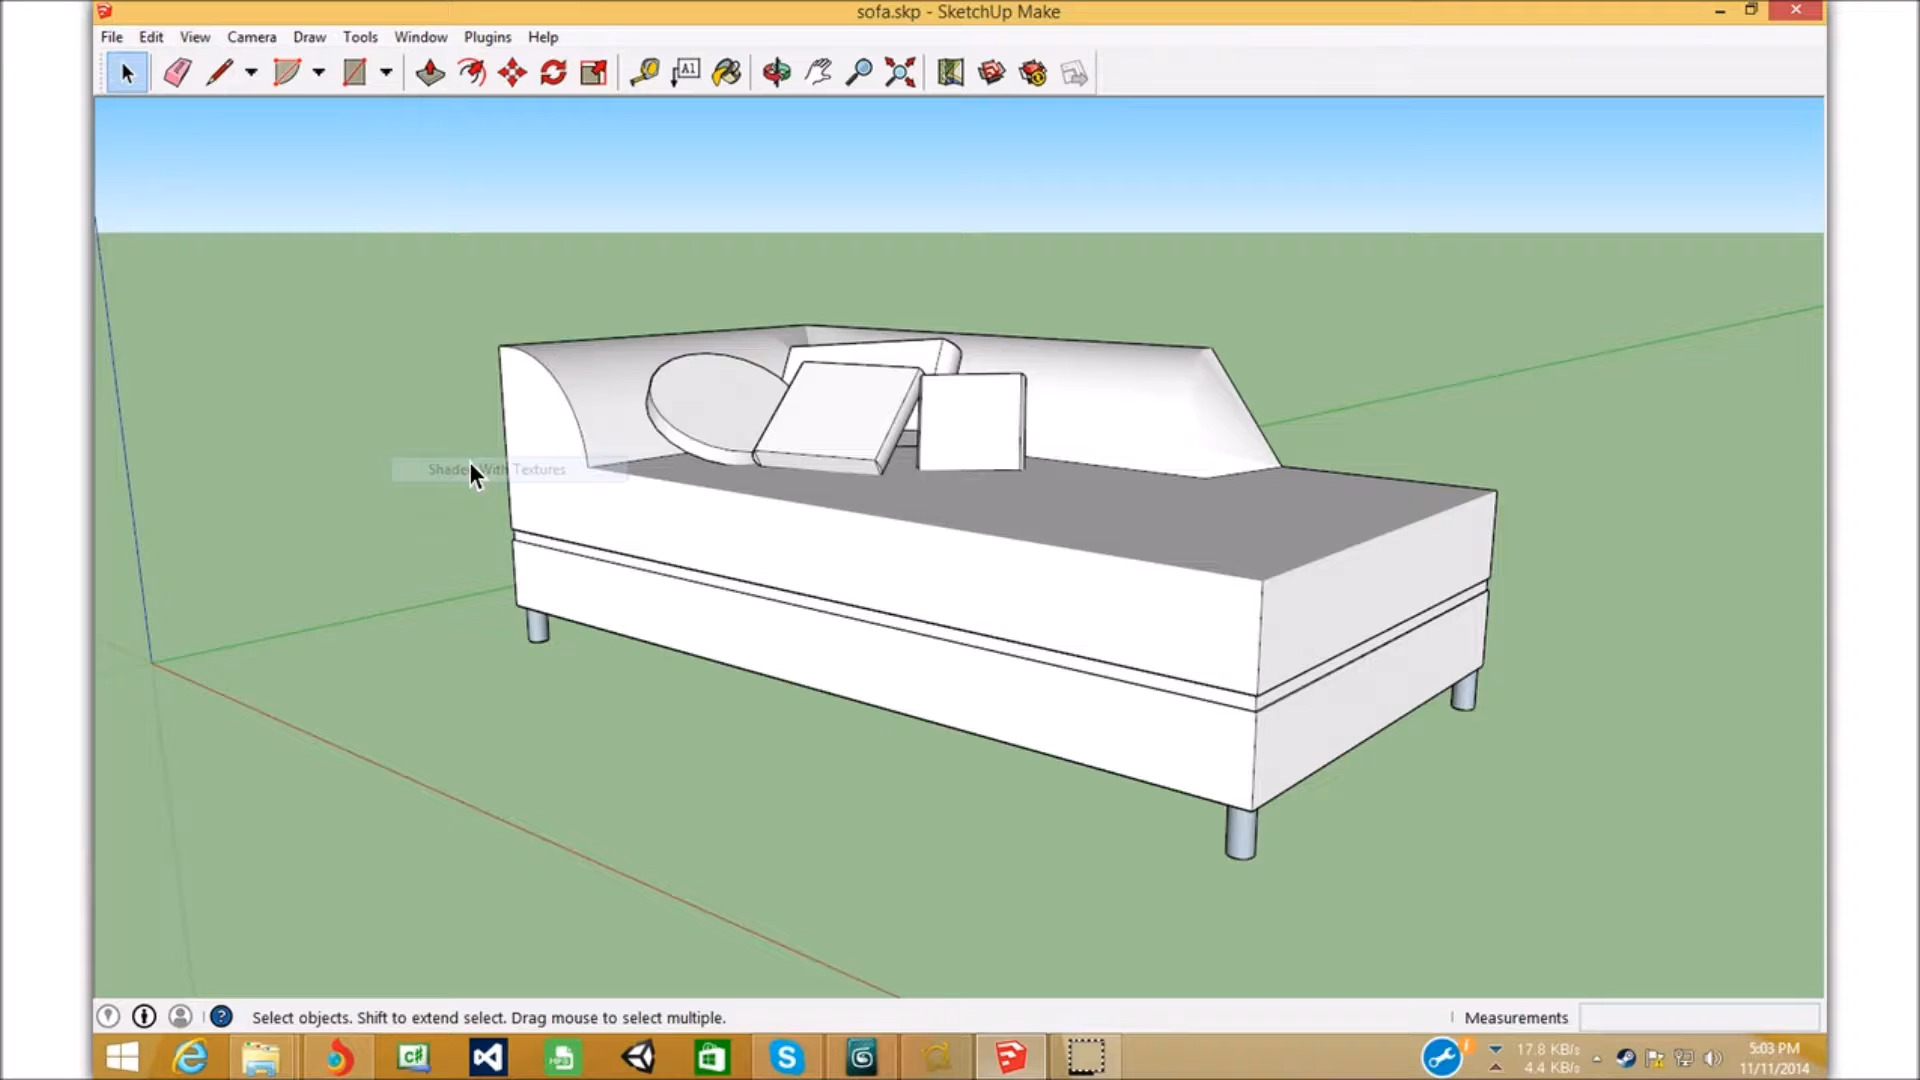 sofa.skp - SketchUp Make
File Edit View Camera Draw Tools Window Plugins Help
A1
Shaded With Textures
Select objects. Shift to extend select. Drag mouse to select multiple.
Measurements
C#
S
17.8 KB/s
4.4 KB/s
5:03 PM
11/11/2014